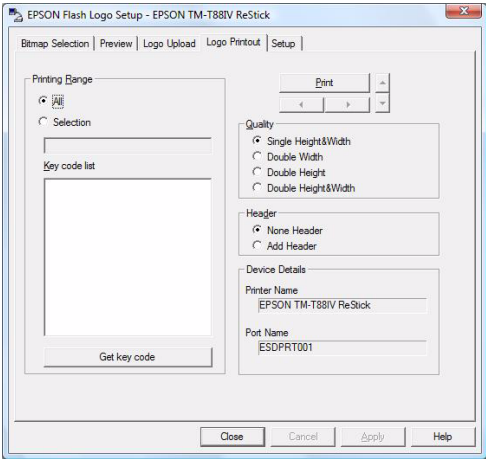 EPSON Flash Logo Setup - EPSON TM-T88IV ReStick
Bitmap Selection Preview Logo Upload Logo Printout Setup
Printing Range
All
Selection
Key code list
Get key code
Print
Quality
Single Height&Width
Double Width
Double Height
Double Height&Width
Header
None Header
Add Header
Device Details
Printer Name
EPSON TM-T88IV ReStick
Port Name
ESDPRT001
Close Cancel Apply Help